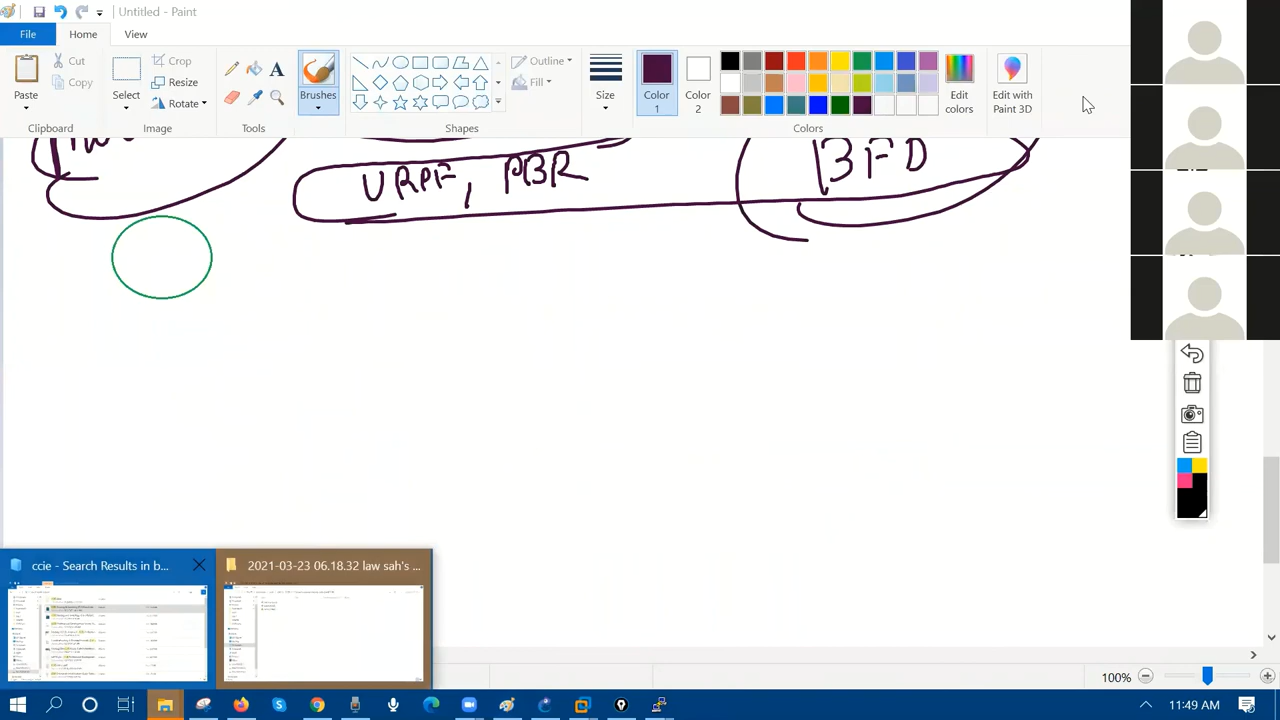 Untitled - Paint
File
Home
View
Paste
Cut
Copy
Clipboard
Select
Crop
Resize
Rotate
Image
Tools
Brushes
Shapes
Outline
Fill
Size
Color
1
Color
2
Colors
Edit
colors
Edit with
Paint 3D
URPF, PBR
BFD
ccie - Search Results in b...
2021-03-23 06.18.32 law sah's ...
100%
11:49 AM